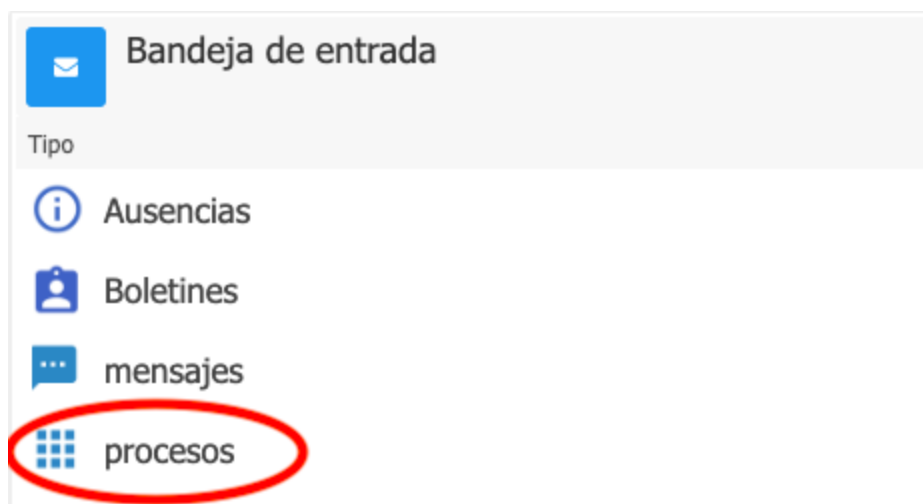 Bandeja de entrada
Tipo
Ausencias
Boletines
mensajes
procesos